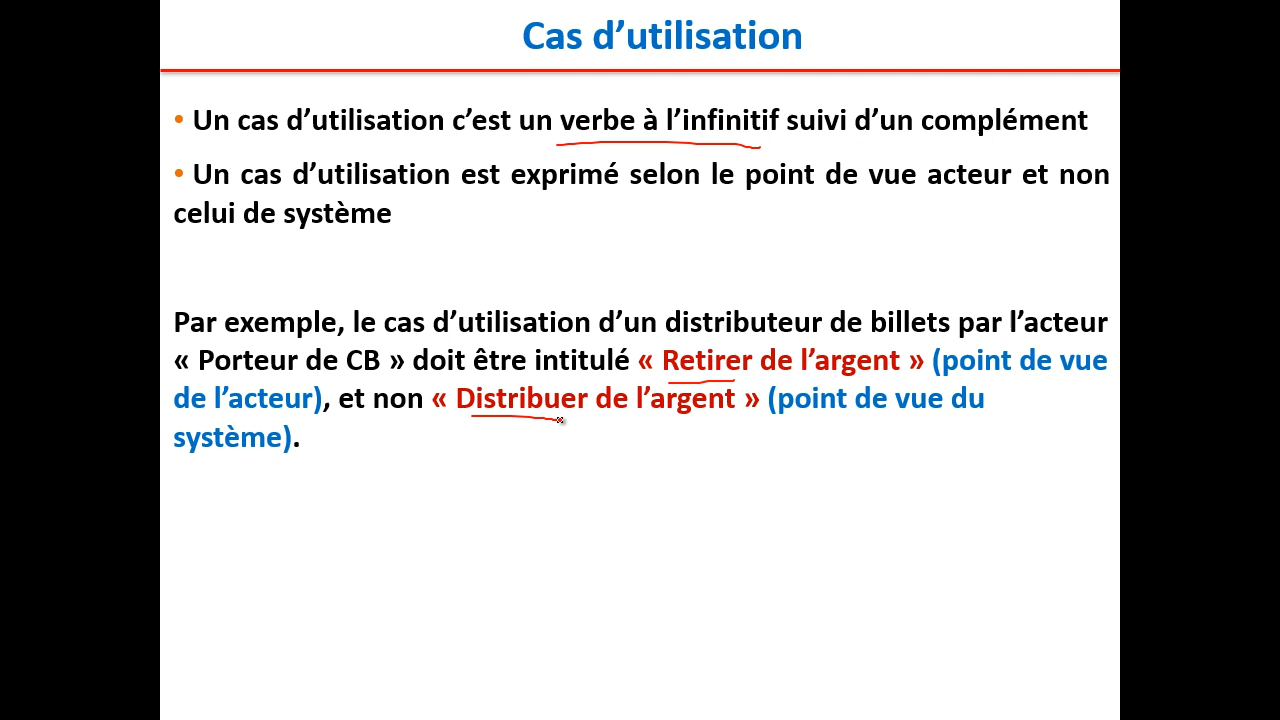 Cas d’utilisation
• Un cas d’utilisation c’est un verbe à l’infinitif suivi d’un complément
• Un cas d’utilisation est exprimé selon le point de vue acteur et non
celui de système
Par exemple, le cas d’utilisation d’un distributeur de billets par l’acteur
« Porteur de CB » doit être intitulé « Retirer de l’argent » (point de vue
de l’acteur), et non « Distribuer de l’argent » (point de vue du
système).